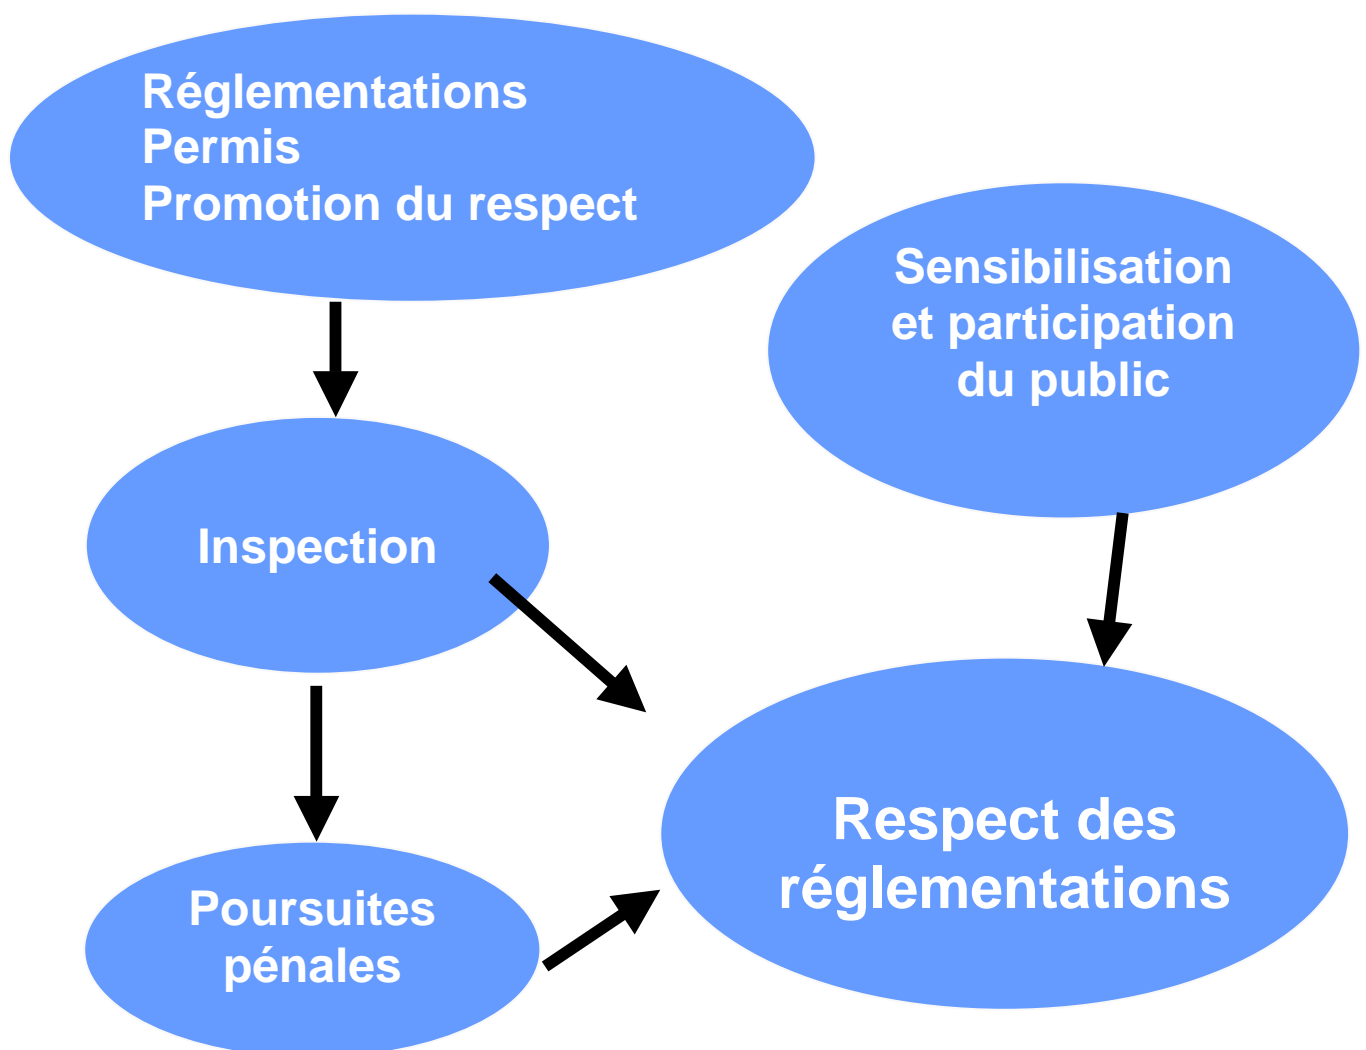 Réglementations
Permis
Promotion du respect
Sensibilisation
et participation
du public
Inspection
Respect des
réglementations
Poursuites
pénales